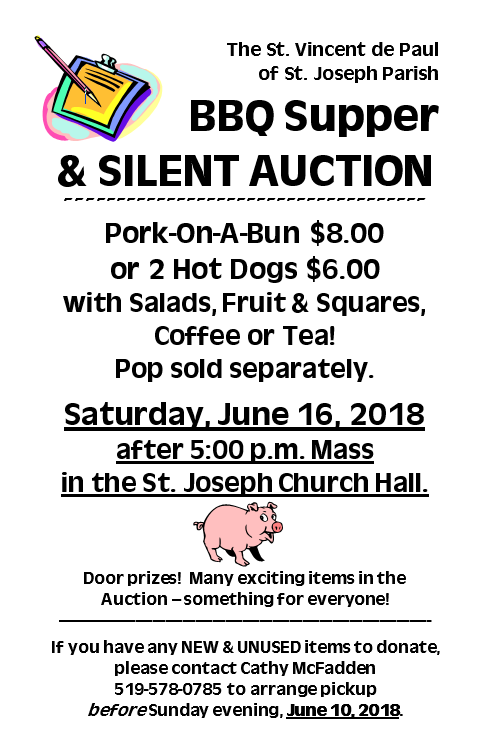 The St. Vincent de Paul
of St. Joseph Parish
BBQ Supper
& SILENT AUCTION
Pork-On-A-Bun $8.00
or 2 Hot Dogs $6.00
with Salads, Fruit & Squares,
Coffee or Tea!
Pop sold separately.
Saturday, June 16, 2018
after 5:00 p.m. Mass
in the St. Joseph Church Hall.
Door prizes! Many exciting items in the
Auction – something for everyone!
If you have any NEW & UNUSED items to donate,
please contact Cathy McFadden
519-578-0785 to arrange pickup
before Sunday evening, June 10, 2018.